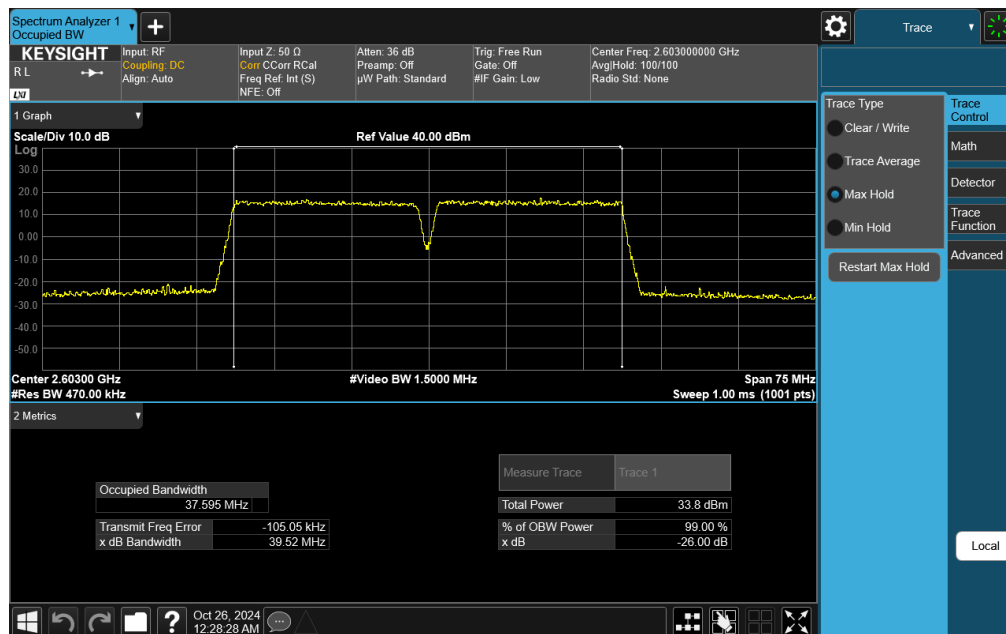 Spectrum Analyzer 1
Occupied BW
Trace
KEYSIGHT
R L
LXI
Input: RF
Coupling: DC
Align: Auto
Input Z: 50 Ω
Corr CCorr RCal
Freq Ref: Int (S)
NFE: Off
Atten: 36 dB
Preamp: Off
µW Path: Standard
Trig: Free Run
Gate: Off
#IF Gain: Low
Center Freq: 2.603000000 GHz
Avg|Hold: 100/100
Radio Std: None
1 Graph
Scale/Div 10.0 dB
Ref Value 40.00 dBm
Log
30.0
20.0
10.0
0.00
-10.0
-20.0
-30.0
-40.0
-50.0
Center 2.60300 GHz
#Video BW 1.5000 MHz
Span 75 MHz
#Res BW 470.00 kHz
Sweep 1.00 ms (1001 pts)
2 Metrics
Measure Trace Trace 1
Occupied Bandwidth
37.595 MHz
Total Power 33.8 dBm
Transmit Freq Error -105.05 kHz
% of OBW Power 99.00 %
x dB Bandwidth 39.52 MHz
x dB -26.00 dB
Trace Type
Clear / Write
Trace Average
Max Hold
Min Hold
Restart Max Hold
Trace
Control
Math
Detector
Trace
Function
Advanced
Local
?
Oct 26, 2024
12:28:28 AM